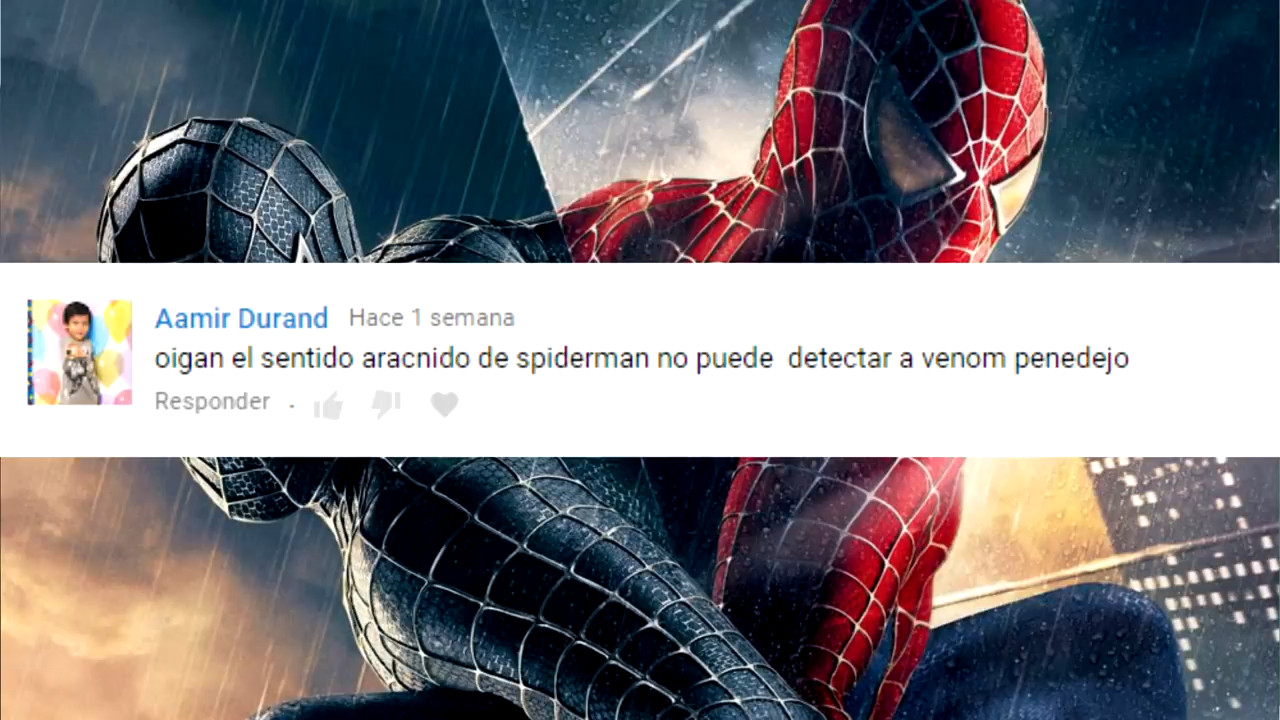 Aamir Durand Hace 1 semana
oigan el sentido aracnido de spiderman no puede  detectar a venom penedejo
Responder .